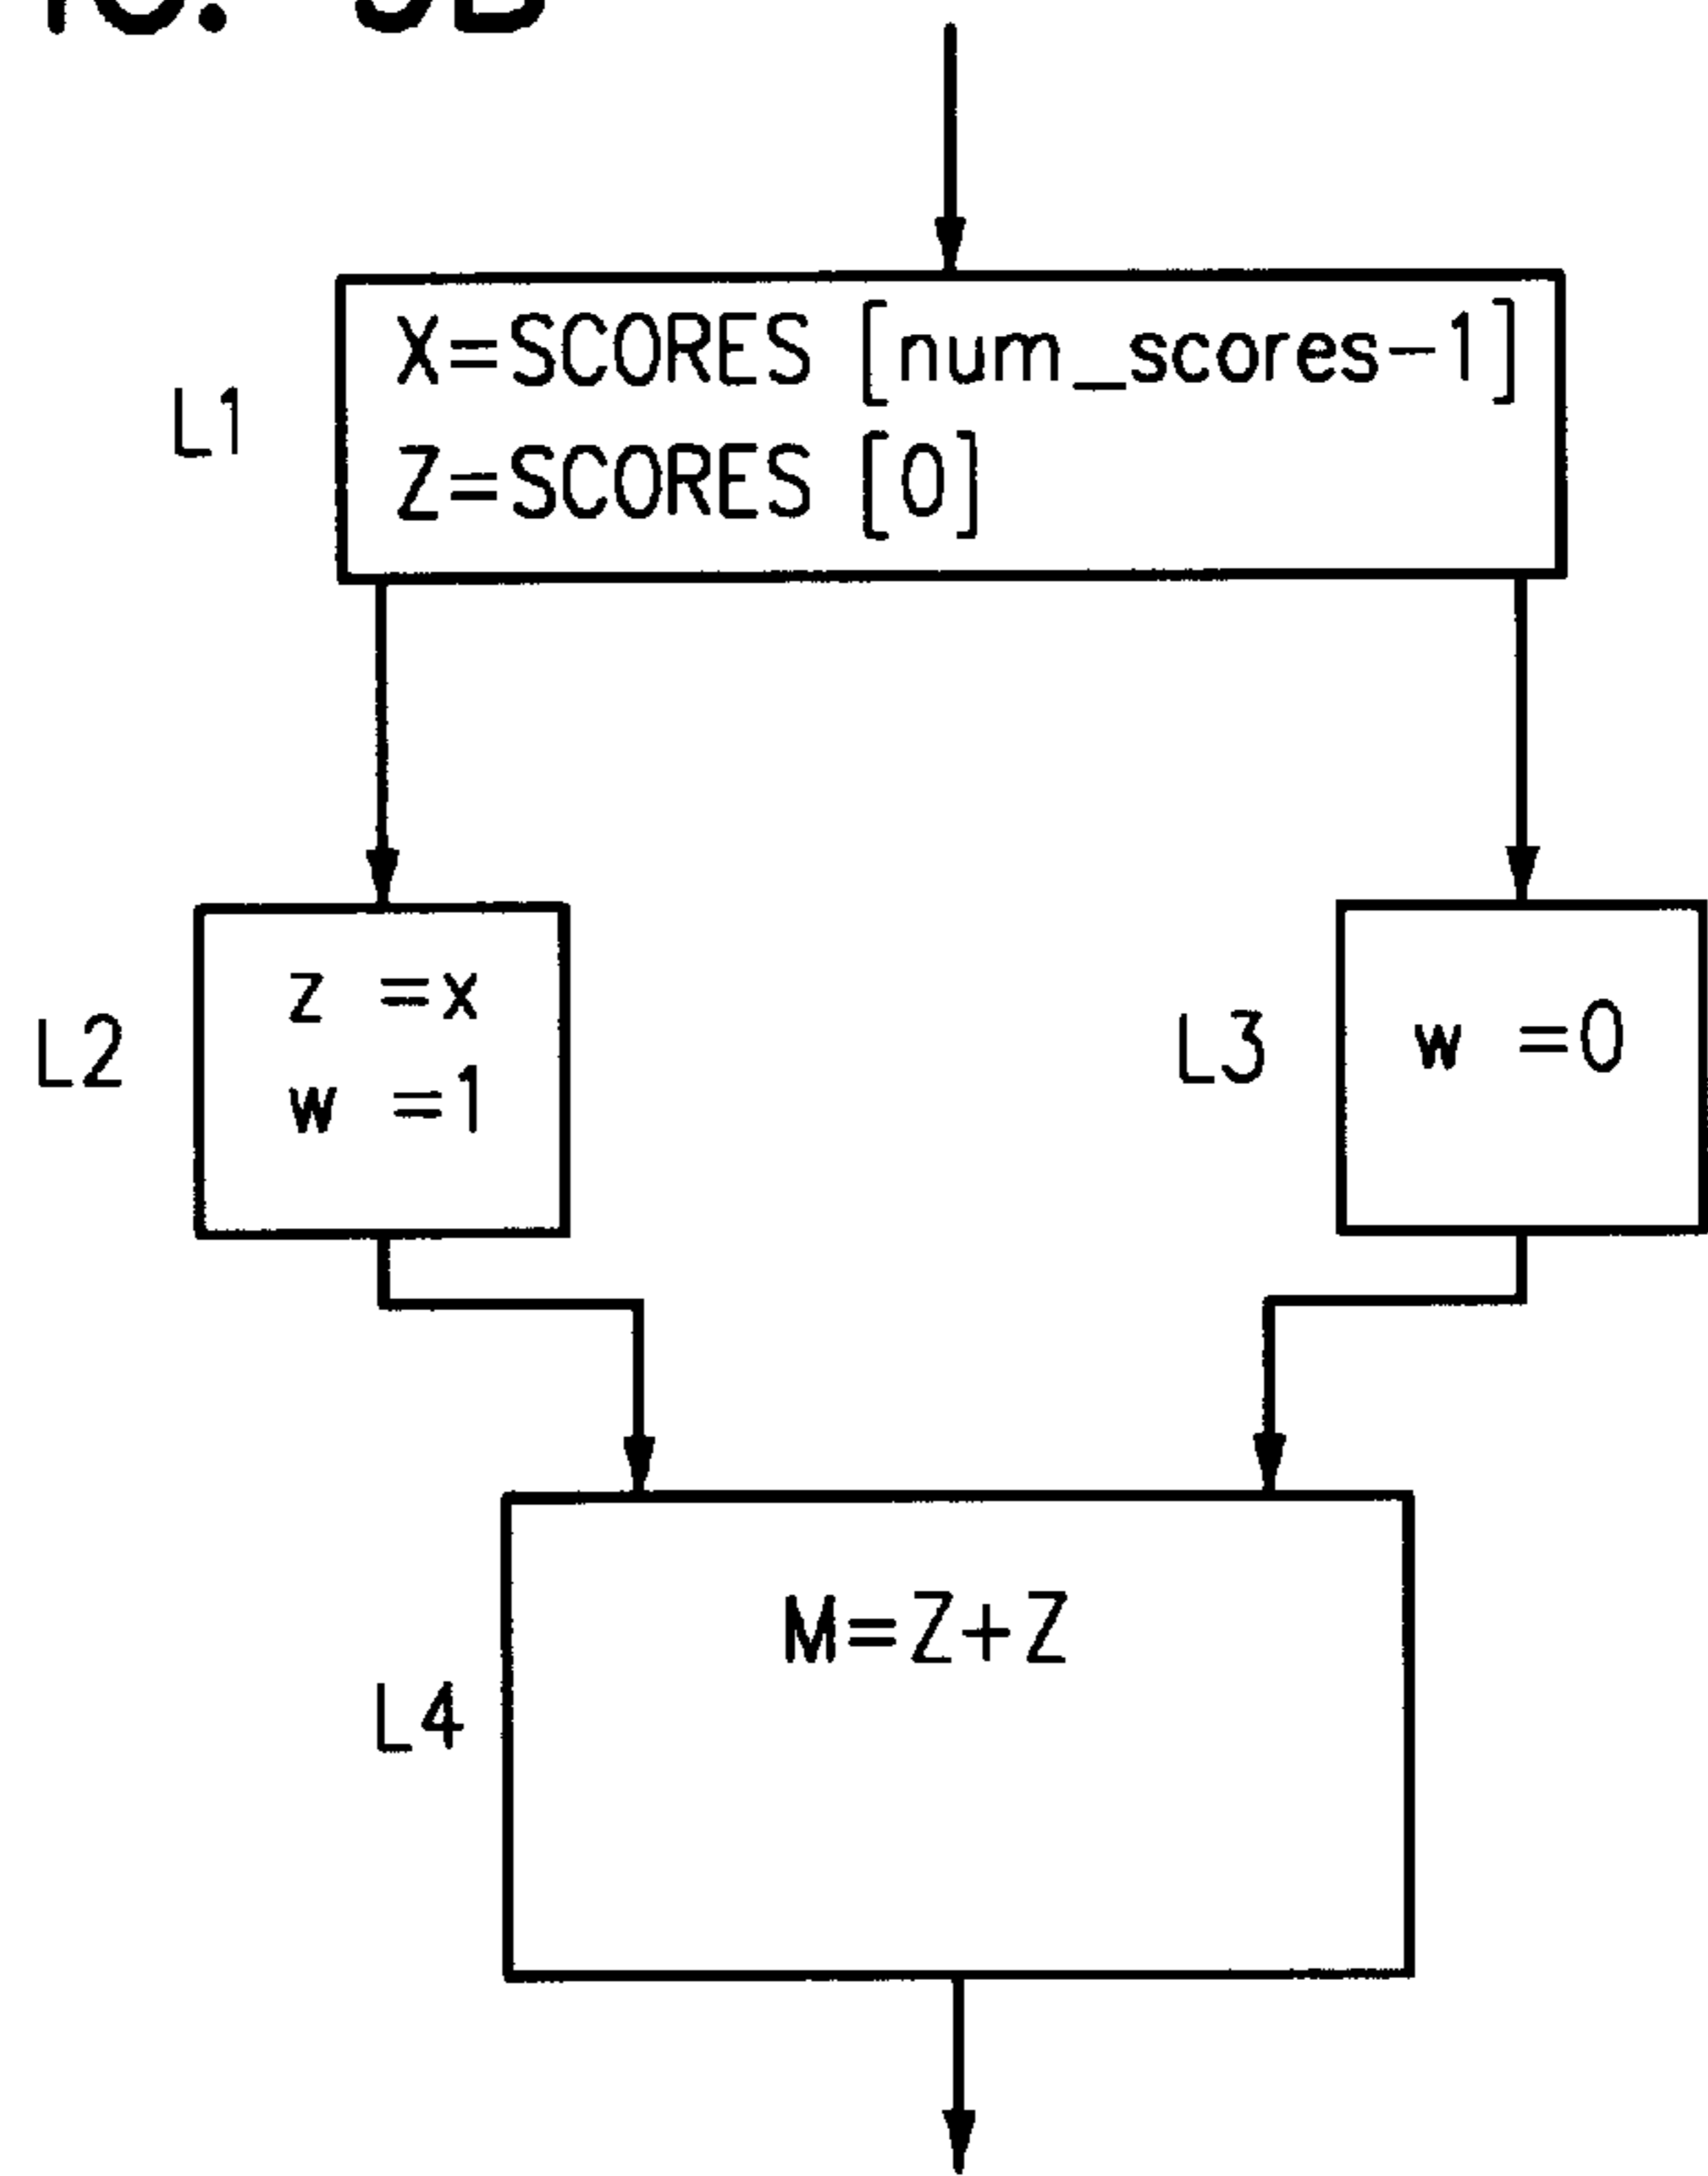 X=SCORES [num_scores-1]
Z=SCORES [0]
L1
z =x
w =1
L2
L3
w =0
M=Z+Z
L4